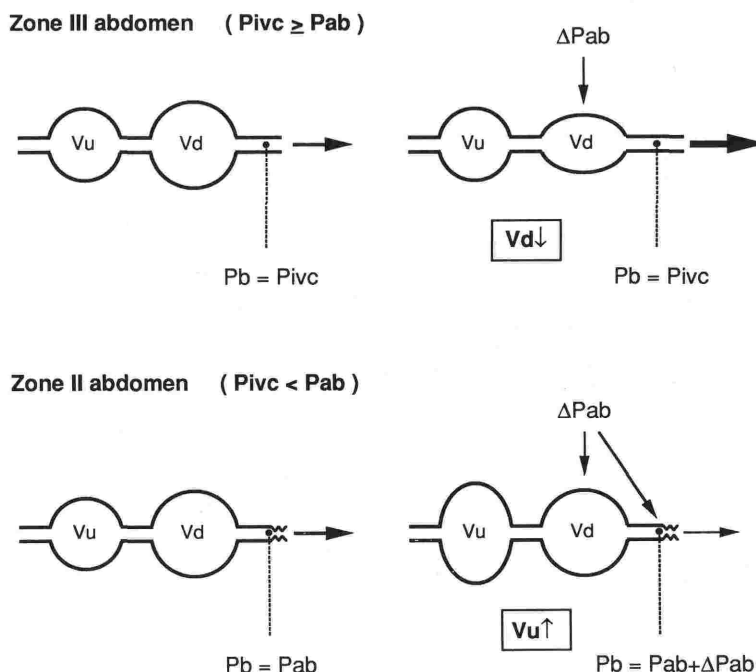 Zone III abdomen ( Pivc ≥ Pab )
ΔPab
Vu
Vd
Vu
Vd
Vd↓
Pb = Pivc
Pb = Pivc
Zone II abdomen ( Pivc < Pab )
ΔPab
Vu
Vd
Vu
Vd
Vu↑
Pb = Pab
Pb = Pab+ΔPab